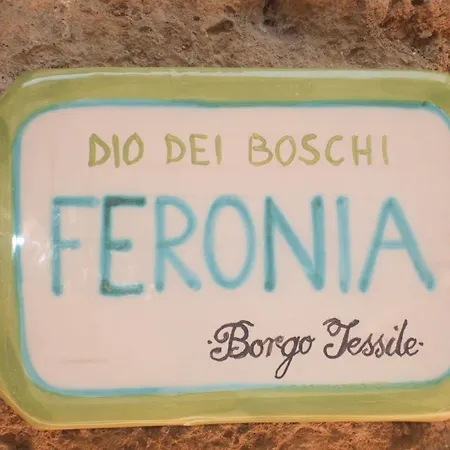 DIO DEI BOSCHI
FERONIA
·Borgo Tessile·